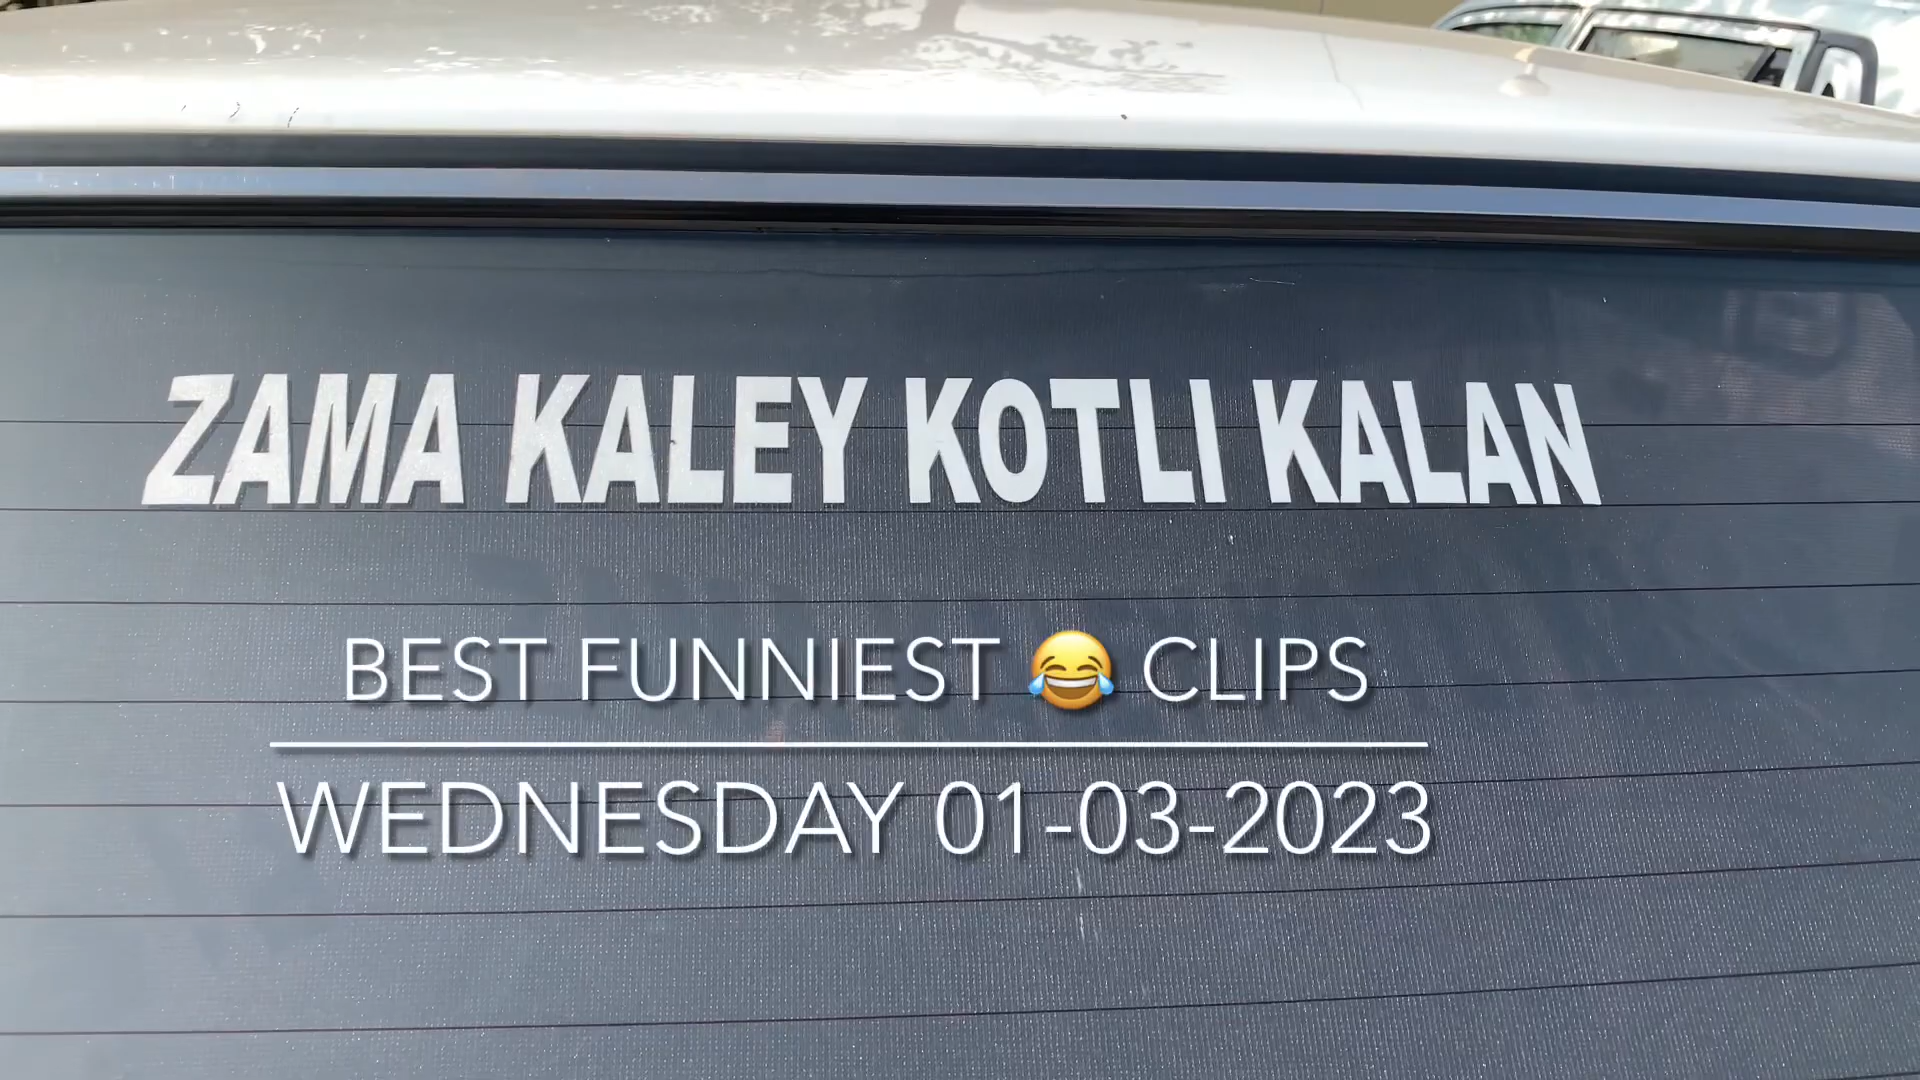 ZAMA KALEY KOTLI KALAN
BEST FUNNIEST 😂 CLIPS
WEDNESDAY 01-03-2023